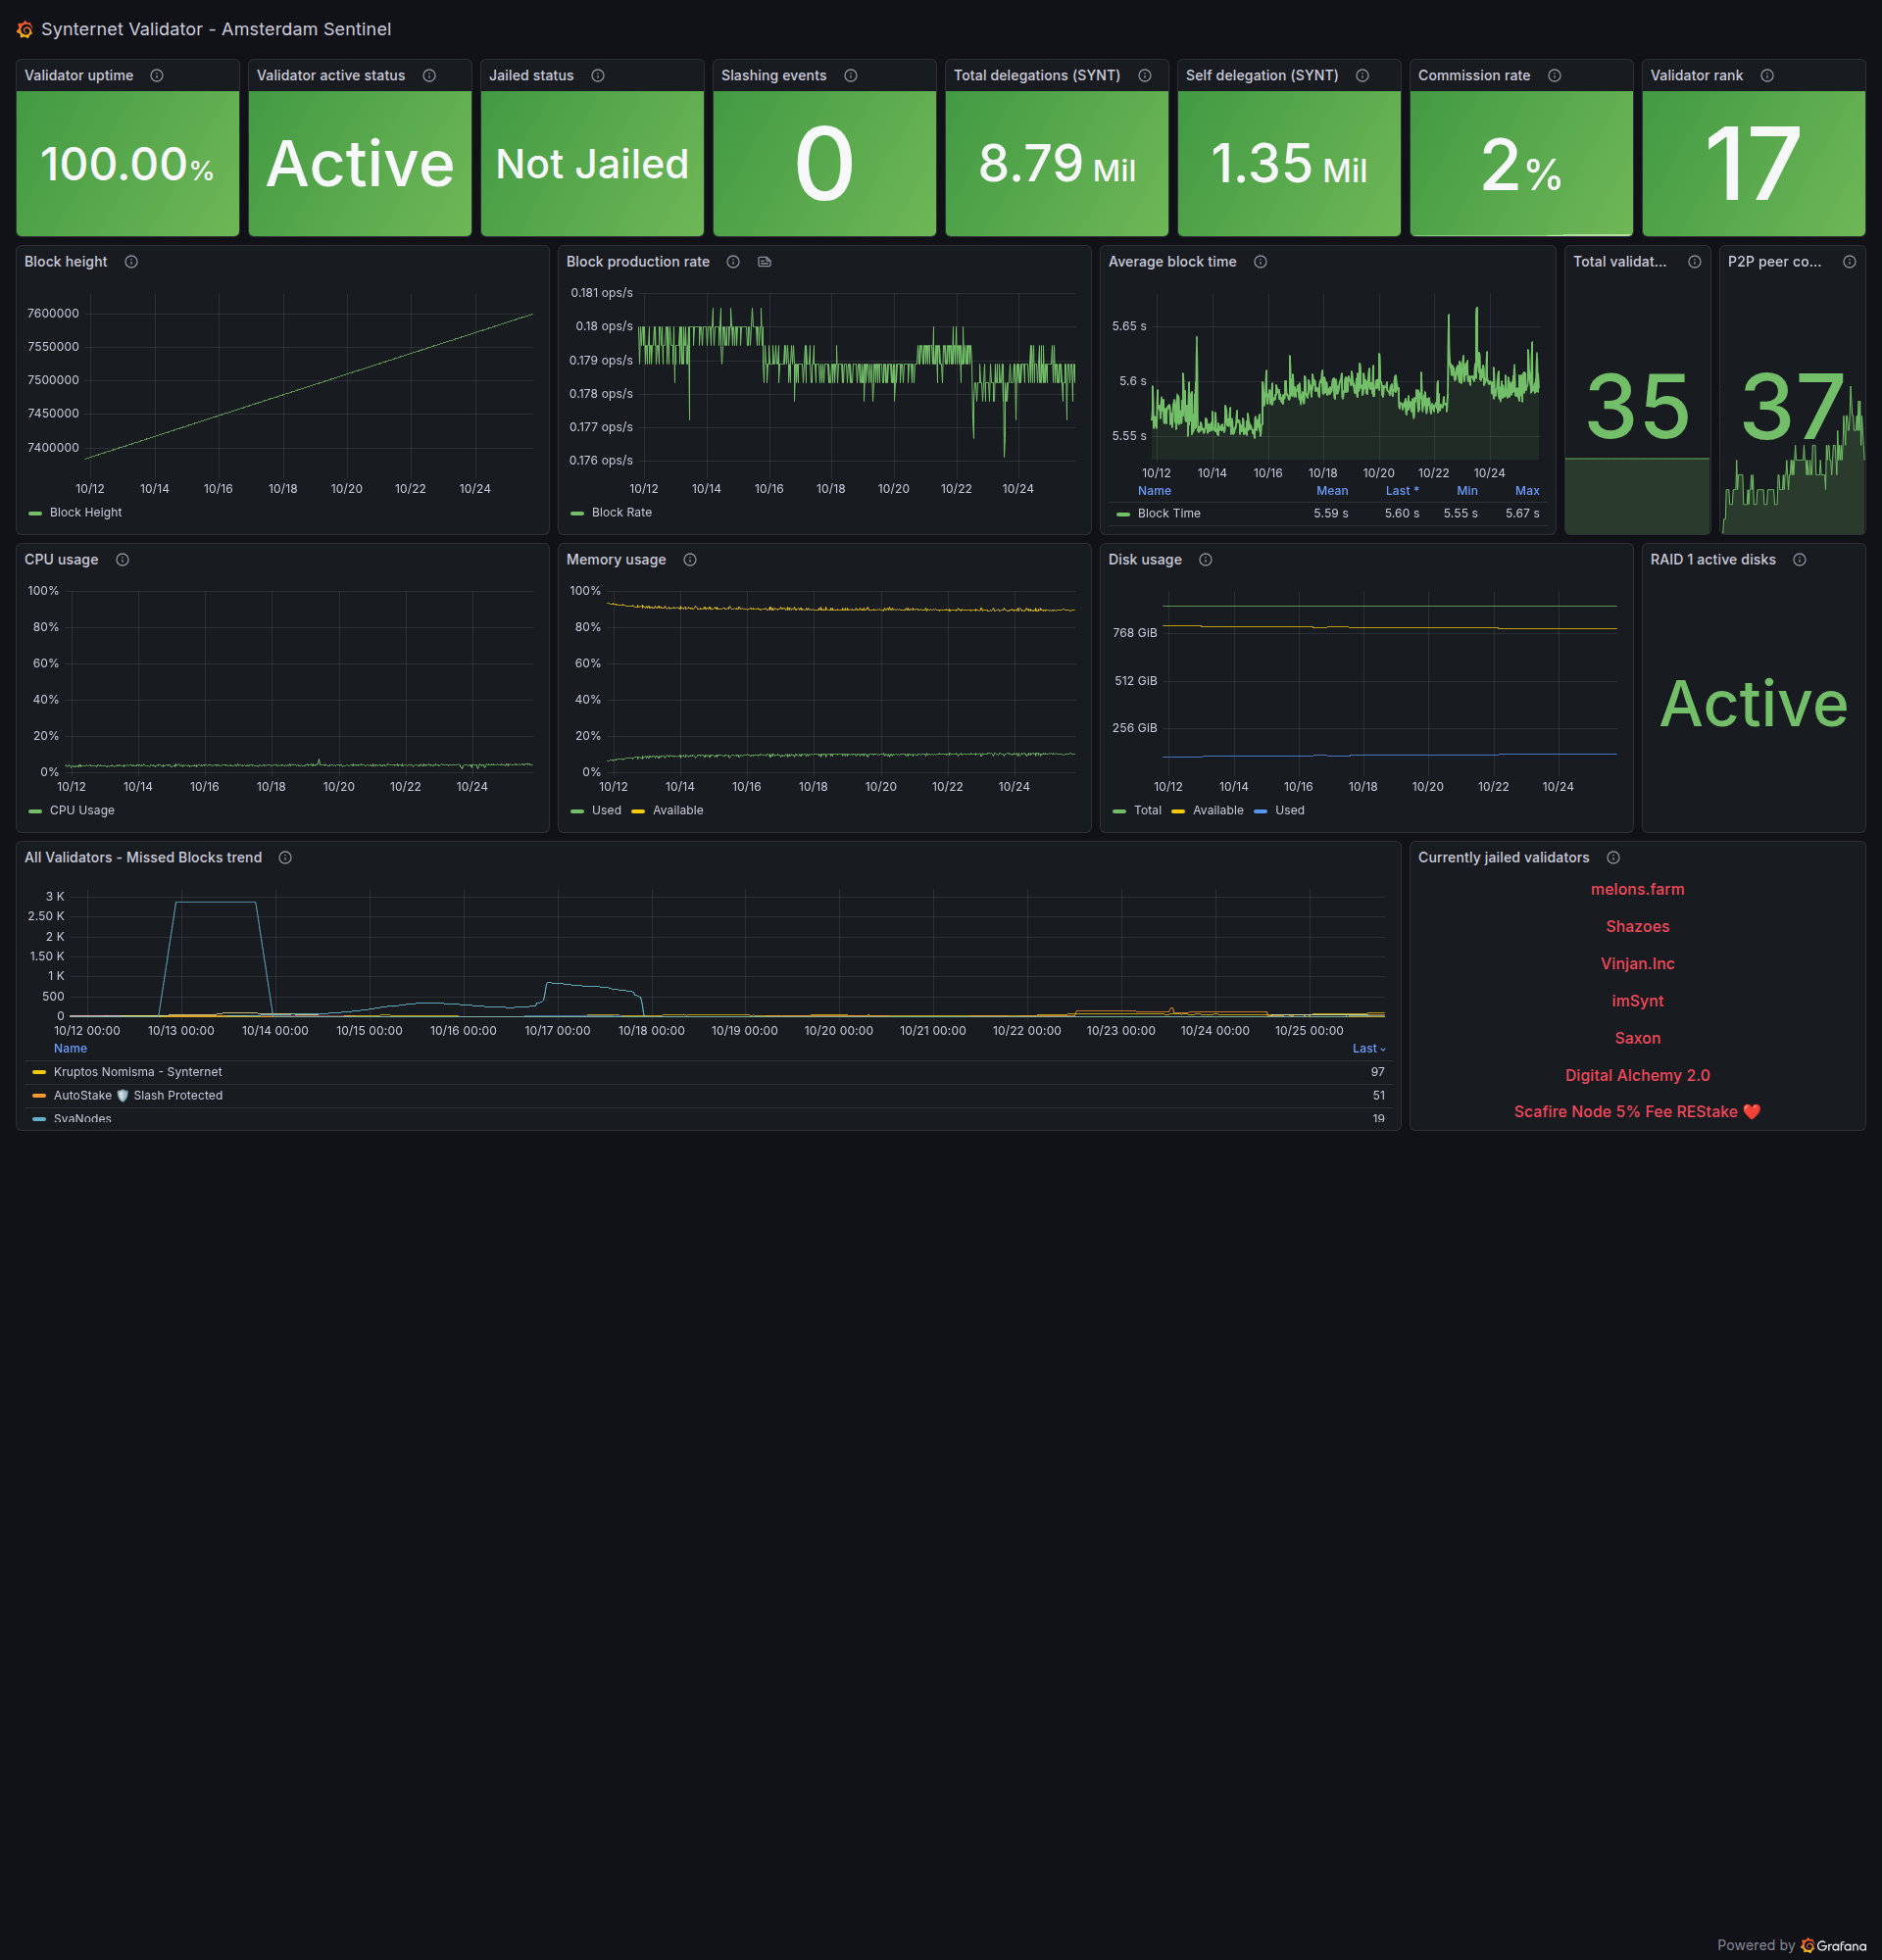 Synternet Validator - Amsterdam Sentinel
Validator uptime
100.00%
Validator active status
Active
Jailed status
Not Jailed
Slashing events
0
Total delegations (SYNT)
8.79 Mil
Self delegation (SYNT)
1.35 Mil
Commission rate
2%
Validator rank
17
Block height
7600000
7550000
7500000
7450000
7400000
10/12 10/14 10/16 10/18 10/20 10/22 10/24
Block Height
Block production rate
0.181 ops/s
0.18 ops/s
0.179 ops/s
0.178 ops/s
0.177 ops/s
0.176 ops/s
10/12 10/14 10/16 10/18 10/20 10/22 10/24
Block Rate
Average block time
5.65 s
5.6 s
5.55 s
10/12 10/14 10/16 10/18 10/20 10/22 10/24
Name Mean Last * Min Max
Block TIme 5.59 s 5.60 s 5.55 s 5.67 s
Total validat...
35
P2P peer co...
37
CPU usage
100%
80%
60%
40%
20%
0%
10/12 10/14 10/16 10/18 10/20 10/22 10/24
CPU Usage
Memory usage
100%
80%
60%
40%
20%
0%
10/12 10/14 10/16 10/18 10/20 10/22 10/24
Used Available
Disk usage
768 GiB
512 GiB
256 GiB
10/12 10/14 10/16 10/18 10/20 10/22 10/24
Total Available Used
RAID 1 active disks
Active
All Validators - Missed Blocks trend
3 K
2.50 K
2 K
1.50 K
1 K
500
0
10/12 00:00 10/13 00:00 10/14 00:00 10/15 00:00 10/16 00:00 10/17 00:00 10/18 00:00 10/19 00:00 10/20 00:00 10/21 00:00 10/22 00:00 10/23 00:00 10/24 00:00 10/25 00:00
Name Last
Kruptos Nomisma - Synternet 97
AutoStake 🛡️ Slash Protected 51
SvaNodes 19
Currently jailed validators
melons.farm
Shazoes
Vinjan.Inc
imSynt
Saxon
Digital Alchemy 2.0
Scafire Node 5% Fee REStake ❤️
Powered by Grafana